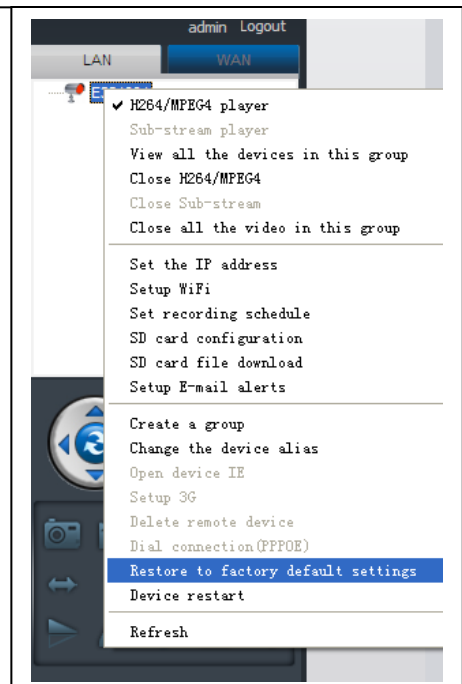 admin Logout
LAN WAN
H264/MPEG4 player
Sub-stream player
View all the devices in this group
Close H264/MPEG4
Close Sub-stream
Close all the video in this group
Set the IP address
Setup WiFi
Set recording schedule
SD card configuration
SD card file download
Setup E-mail alerts
Create a group
Change the device alias
Open device IE
Setup 3G
Delete remote device
Dial connection(PPPOE)
Restore to factory default settings
Device restart
Refresh